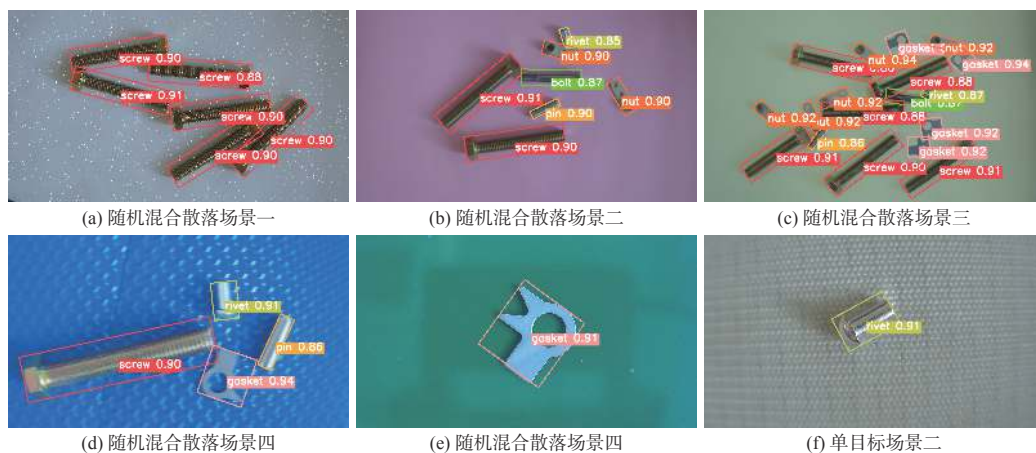 screw 0.90
screw 0.88
screw 0.91
screw 0.90
screw 0.90
screw 0.90
(a) 随机混合散落场景一
rivet 0.85
nut 0.90
bolt 0.87
nut 0.90
screw 0.91
pin 0.90
screw 0.90
(b) 随机混合散落场景二
nut 0.92
nut 0.94
gasket 0.94
screw 0.88
rivet 0.87
nut 0.92
nut 0.92
nut 0.92
screw 0.88
gasket 0.92
pin 0.86
gasket 0.92
screw 0.91
screw 0.90
screw 0.91
(c) 随机混合散落场景三
rivet 0.91
pin 0.86
screw 0.90
gasket 0.94
(d) 随机混合散落场景四
gasket 0.91
(e) 随机混合散落场景四
rivet 0.91
(f) 单目标场景二